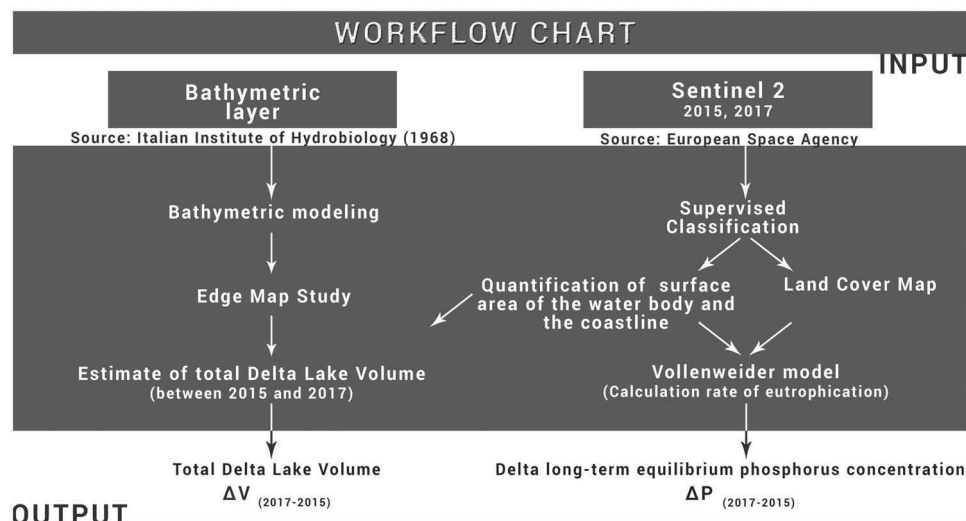 WORKFLOW CHART
INPUT
Bathymetric
layer
Source: Italian Institute of Hydrobiology (1968)
Sentinel 2
2015, 2017
Source: European Space Agency
Bathymetric modeling
Edge Map Study
Estimate of total Delta Lake Volume
(between 2015 and 2017)
Supervised
Classification
Quantification of surface
area of the water body and
the coastline
Land Cover Map
Vollenweider model
(Calculation rate of eutrophication)
Total Delta Lake Volume
ΔV (2017-2015)
Delta long-term equilibrium phosphorus concentration
ΔP (2017-2015)
OUTPUT